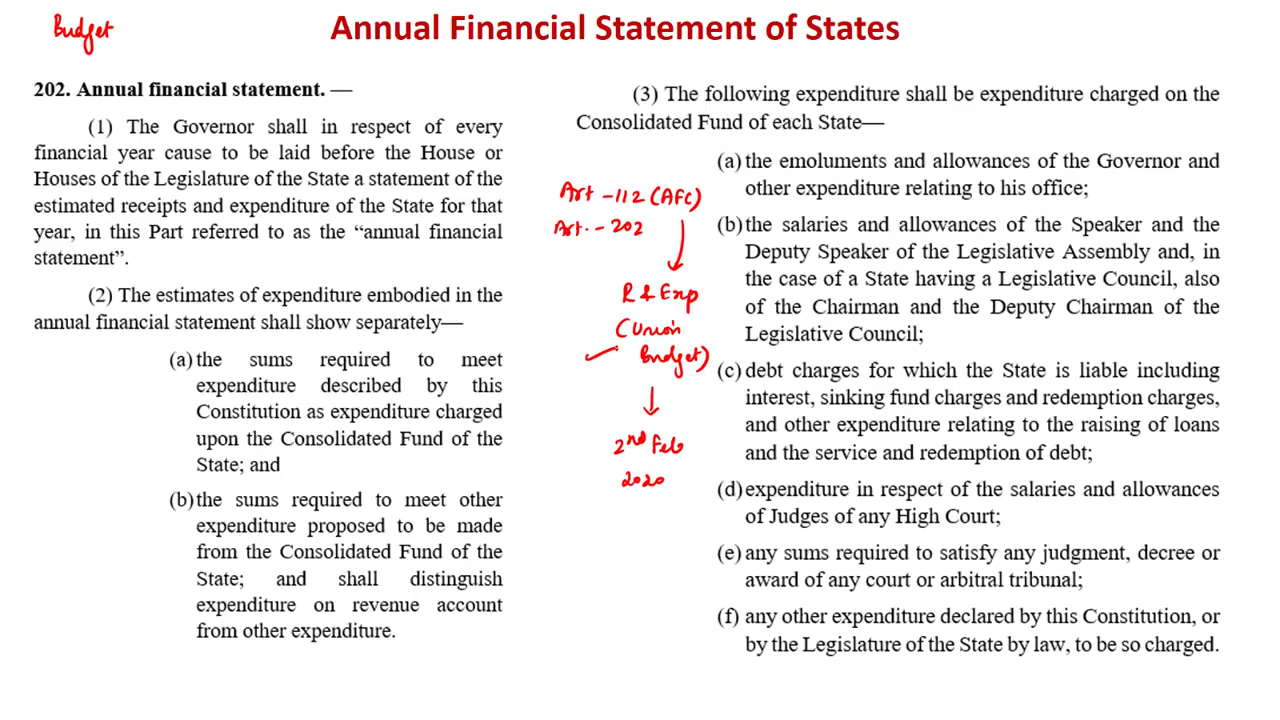 Budget
Annual Financial Statement of States
202. Annual financial statement. —
(1) The Governor shall in respect of every
financial year cause to be laid before the House or
Houses of the Legislature of the State a statement of the
estimated receipts and expenditure of the State for that
year, in this Part referred to as the “annual financial
statement”.
(2) The estimates of expenditure embodied in the
annual financial statement shall show separately—
(a) the sums required to meet
expenditure described by this
Constitution as expenditure charged
upon the Consolidated Fund of the
State; and
(b) the sums required to meet other
expenditure proposed to be made
from the Consolidated Fund of the
State; and shall distinguish
expenditure on revenue account
from other expenditure.
Art - 112 (AFC)
Art. - 202
R & Exp
(Union
Budget)
2nd Feb
2020
(3) The following expenditure shall be expenditure charged on the
Consolidated Fund of each State—
(a) the emoluments and allowances of the Governor and
other expenditure relating to his office;
(b) the salaries and allowances of the Speaker and the
Deputy Speaker of the Legislative Assembly and, in
the case of a State having a Legislative Council, also
of the Chairman and the Deputy Chairman of the
Legislative Council;
(c) debt charges for which the State is liable including
interest, sinking fund charges and redemption charges,
and other expenditure relating to the raising of loans
and the service and redemption of debt;
(d) expenditure in respect of the salaries and allowances
of Judges of any High Court;
(e) any sums required to satisfy any judgment, decree or
award of any court or arbitral tribunal;
(f) any other expenditure declared by this Constitution, or
by the Legislature of the State by law, to be so charged.